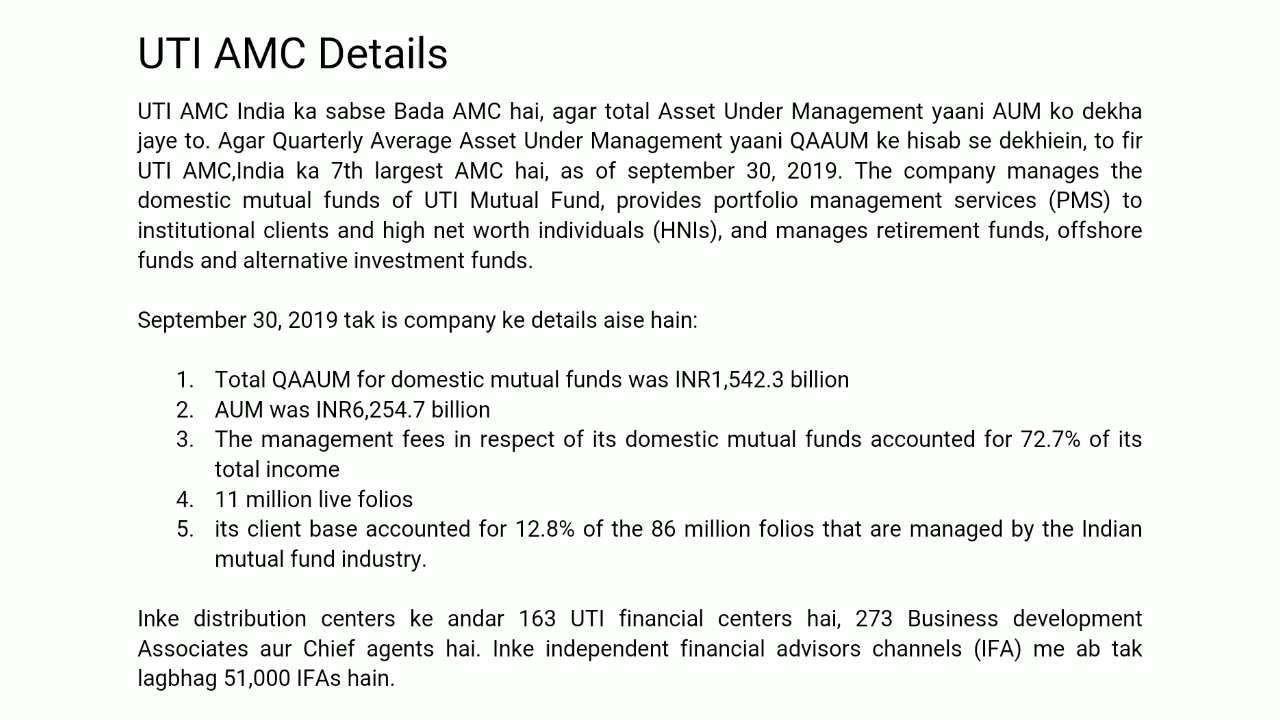 UTI AMC Details
UTI AMC India ka sabse Bada AMC hai, agar total Asset Under Management yaani AUM ko dekha
jaye to. Agar Quarterly Average Asset Under Management yaani QAAUM ke hisab se dekhiein, to fir
UTI AMC,India ka 7th largest AMC hai, as of september 30, 2019. The company manages the
domestic mutual funds of UTI Mutual Fund, provides portfolio management services (PMS) to
institutional clients and high net worth individuals (HNIs), and manages retirement funds, offshore
funds and alternative investment funds.
September 30, 2019 tak is company ke details aise hain:
1. Total QAAUM for domestic mutual funds was INR1,542.3 billion
2. AUM was INR6,254.7 billion
3. The management fees in respect of its domestic mutual funds accounted for 72.7% of its
total income
4. 11 million live folios
5. its client base accounted for 12.8% of the 86 million folios that are managed by the Indian
mutual fund industry.
Inke distribution centers ke andar 163 UTI financial centers hai, 273 Business development
Associates aur Chief agents hai. Inke independent financial advisors channels (IFA) me ab tak
lagbhag 51,000 IFAs hain.